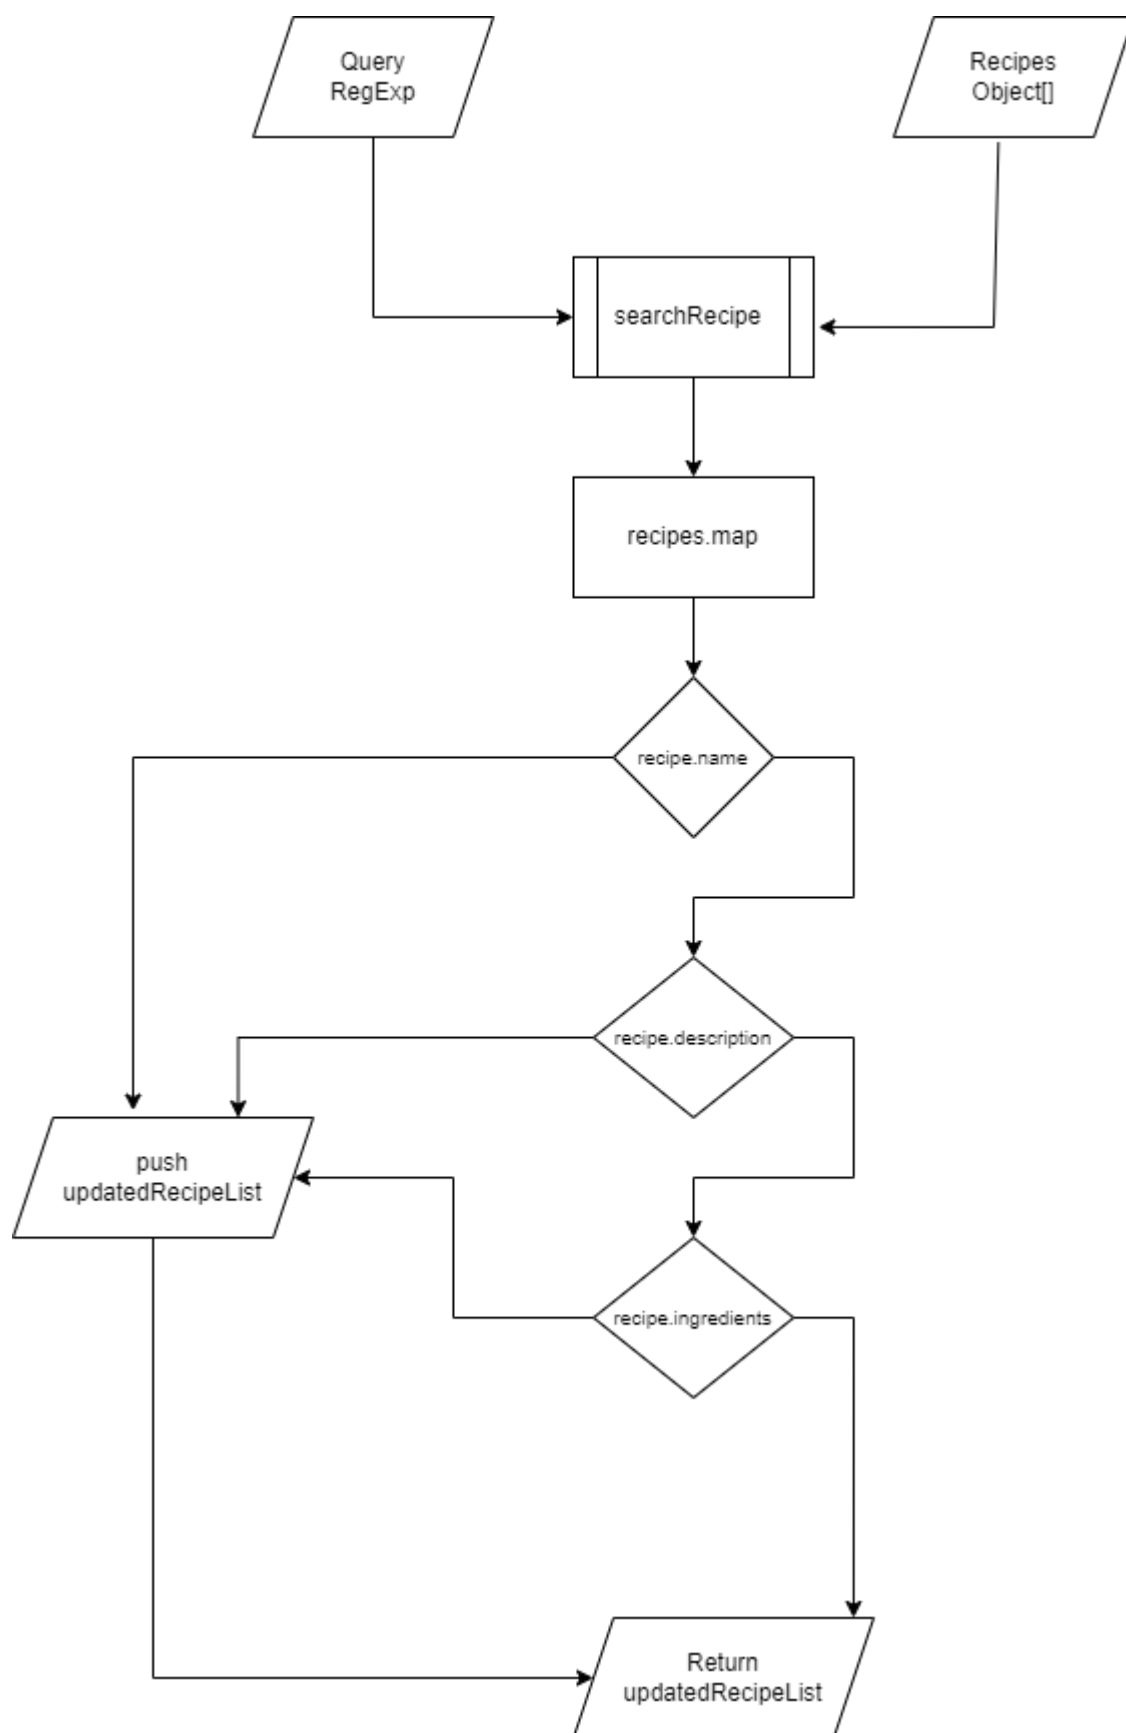 Query
RegExp
Recipes
Object[]
searchRecipe
recipes.map
recipe.name
recipe.description
push
updatedRecipeList
recipe.ingredients
Return
updatedRecipeList